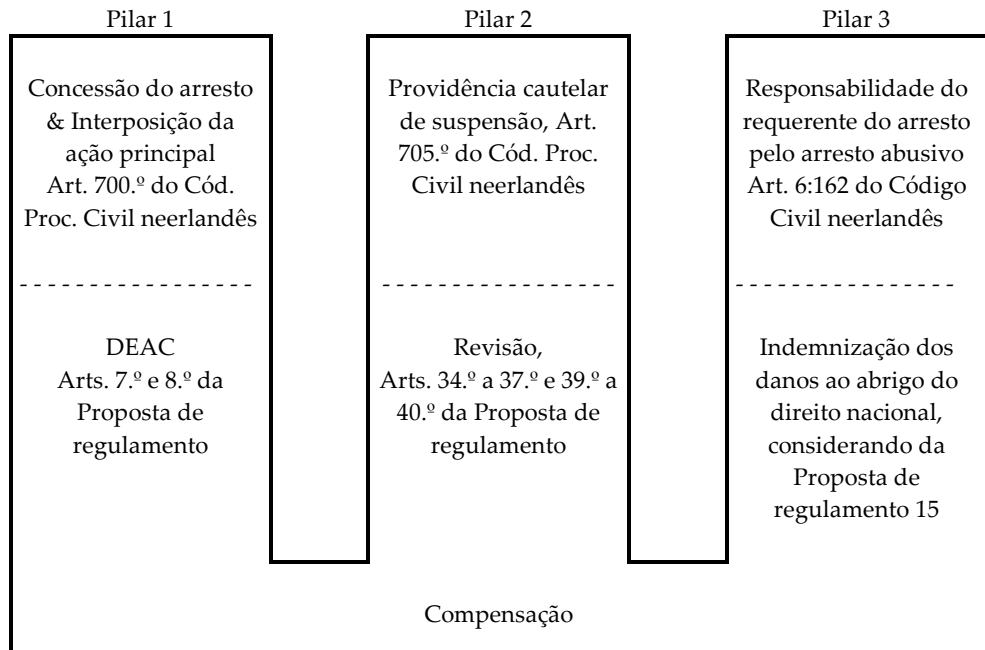 Pilar 1
Concessão do arresto
& Interposição da
ação principal
Art. 700.º do Cód.
Proc. Civil neerlandês
- - - - - - - - - - - - - - - - -
DEAC
Arts. 7.º e 8.º da
Proposta de
regulamento
Pilar 2
Providência cautelar
de suspensão, Art.
705.º do Cód. Proc.
Civil neerlandês
- - - - - - - - - - - - - - - - -
Revisão,
Arts. 34.º a 37.º e 39.º a
40.º da Proposta de
regulamento
Pilar 3
Responsabilidade do
requerente do arresto
pelo arresto abusivo
Art. 6:162 do Código
Civil neerlandês
- - - - - - - - - - - - - - - -
Indemnização dos
danos ao abrigo do
direito nacional,
considerando da
Proposta de
regulamento 15
Compensação